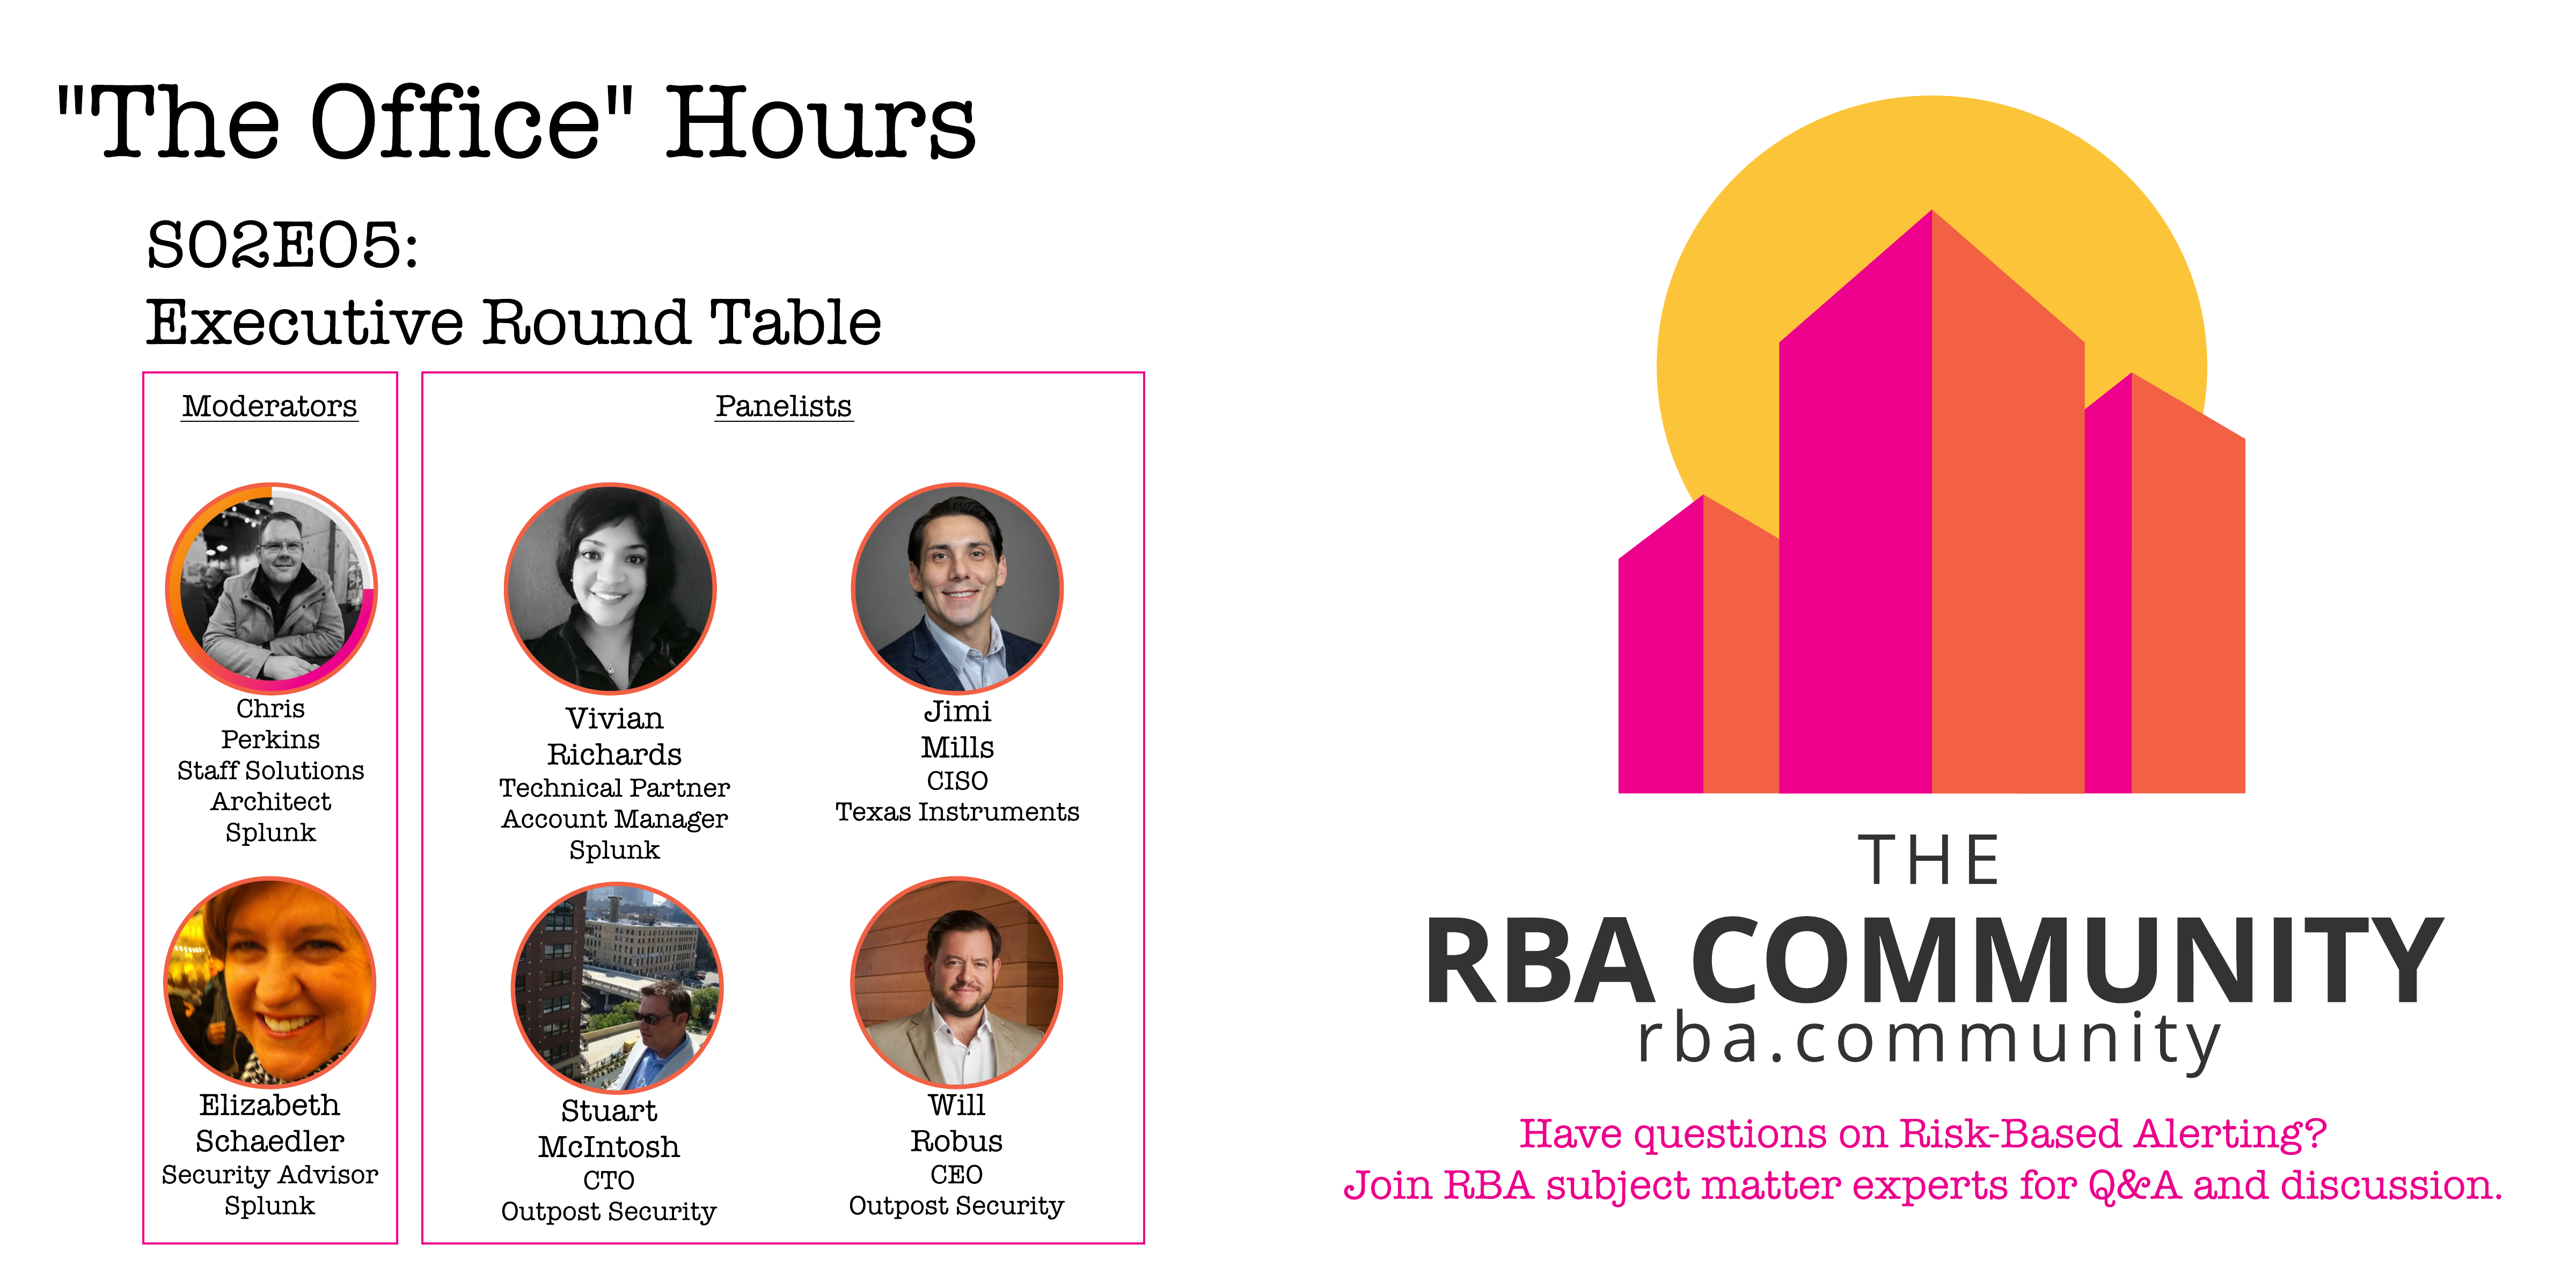 "The Office" Hours
S02E05:
Executive Round Table
Moderators
Chris
Perkins
Staff Solutions
Architect
Splunk
Elizabeth
Schaedler
Security Advisor
Splunk
Panelists
Vivian
Richards
Technical Partner
Account Manager
Splunk
Jimi
Mills
CISO
Texas Instruments
Stuart
McIntosh
CTO
Outpost Security
Will
Robus
CEO
Outpost Security
THE
RBA COMMUNITY
rba.community
Have questions on Risk-Based Alerting?
Join RBA subject matter experts for Q&A and discussion.